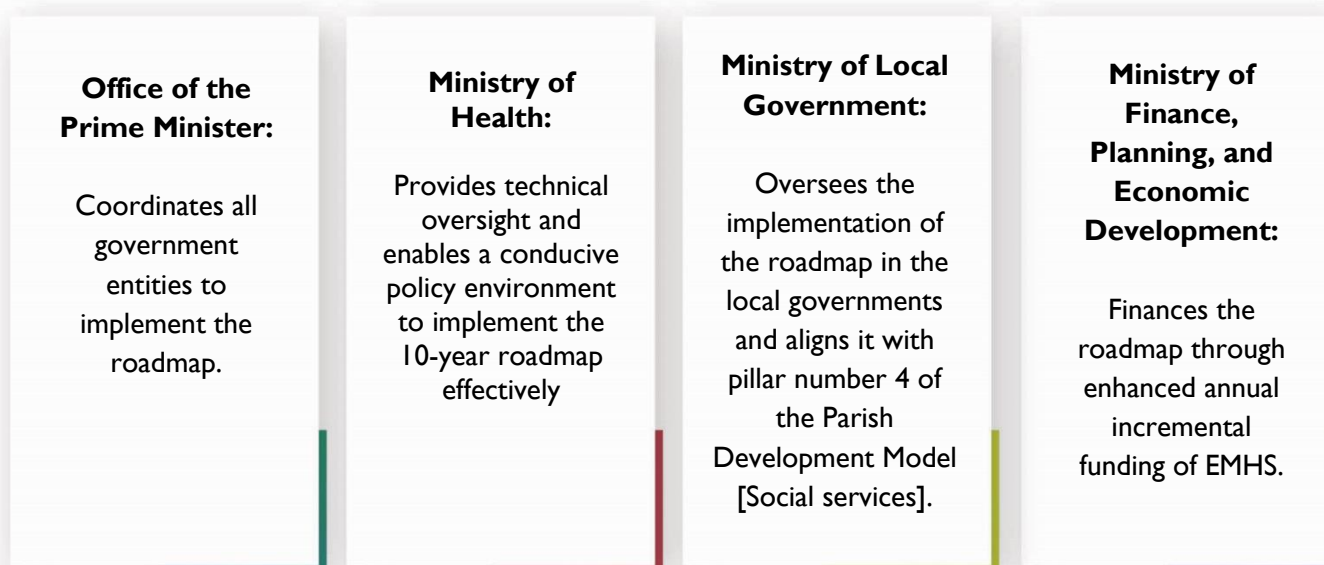 Office of the
Prime Minister:
Coordinates all
government
entities to
implement the
roadmap.
Ministry of
Health:
Provides technical
oversight and
enables a conducive
policy environment
to implement the
10-year roadmap
effectively
Ministry of Local
Government:
Oversees the
implementation of
the roadmap in the
local governments
and aligns it with
pillar number 4 of
the Parish
Development Model
[Social services].
Ministry of
Finance,
Planning, and
Economic
Development:
Finances the
roadmap through
enhanced annual
incremental
funding of EMHS.